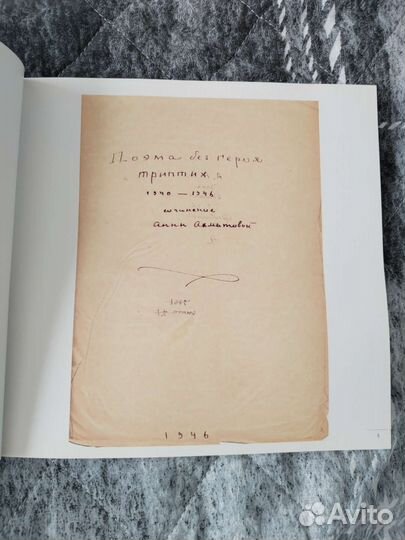 Поэма без героя
триптих
1940 — 1946
сочинение
Анны Ахматовой
1946
Avito